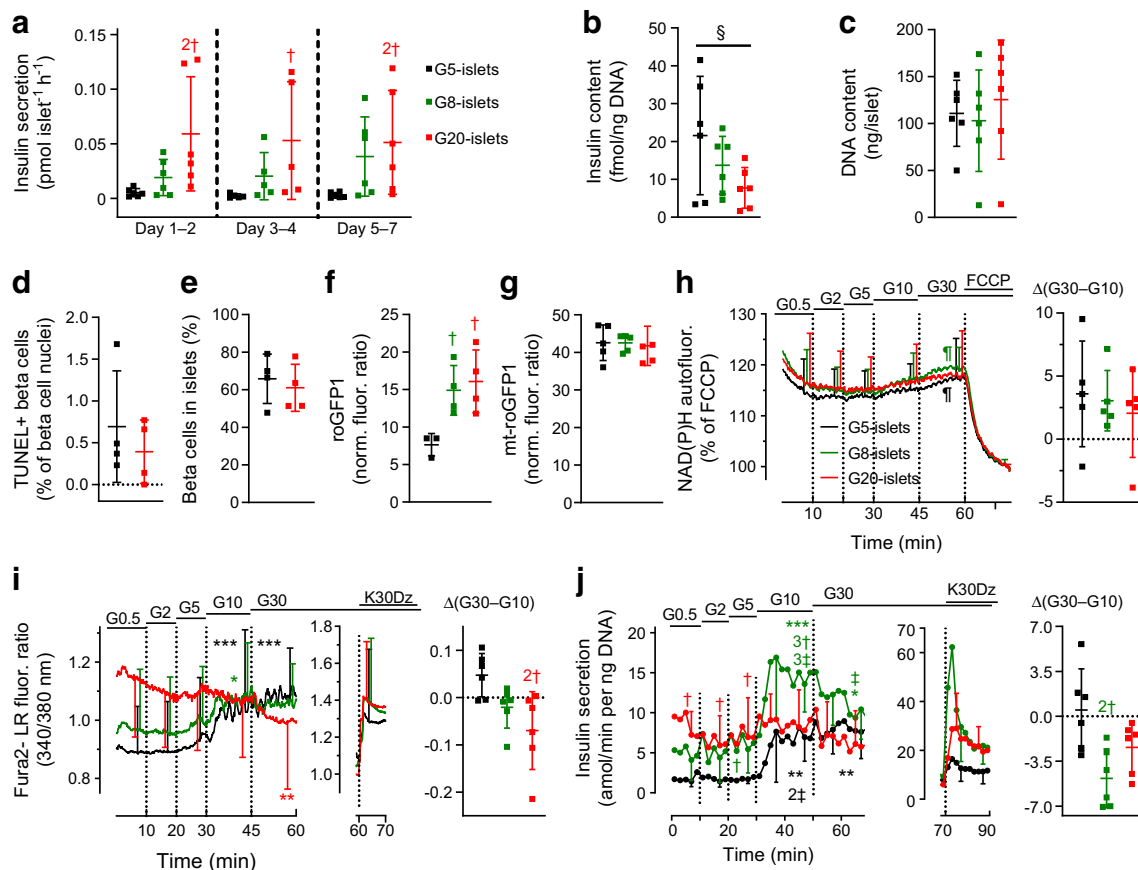 a
Insulin secretion
(pmol islet⁻¹ h⁻¹)
0.15
0.10
0.05
0
2†
†
2†
G5-islets
G8-islets
G20-islets
Day 1–2
Day 3–4
Day 5–7
b
Insulin content
(fmol/ng DNA)
50
40
30
20
10
0
§
c
DNA content
(ng/islet)
200
150
100
50
0
d
TUNEL+ beta cells
(% of beta cell nuclei)
2.0
1.5
1.0
0.5
0.0
e
Beta cells in islets (%)
100
80
60
40
20
0
f
roGFP1
(norm. fluor. ratio)
25
20
15
10
5
0
†
†
g
mt-roGFP1
(norm. fluor. ratio)
50
40
30
20
10
0
h
NAD(P)H autofluor.
(% of FCCP)
G0.5
G2
G5
G10
G30
FCCP
120
110
100
¶
¶
G5-islets
G8-islets
G20-islets
10
20
30
45
60
Time (min)
Δ(G30–G10)
10
5
0
-5
i
Fura2- LR fluor. ratio
(340/380 nm)
G0.5
G2
G5
G10
G30
K30Dz
1.2
1.0
0.8
***
***
*
**
10
20
30
45
60
Time (min)
1.8
1.6
1.4
1.2
1.0
60
70
Δ(G30–G10)
0.1
0.0
-0.1
-0.2
2†
j
Insulin secretion
(amol/min per ng DNA)
G0.5
G2
G5
G10
G30
K30Dz
20
15
10
5
0
†
†
†
†
***
3†
3‡
‡
*
**
2‡
**
0
20
40
60
Time (min)
60
40
20
0
70
90
Δ(G30–G10)
7.0
3.5
0.0
-3.5
-7.0
2†